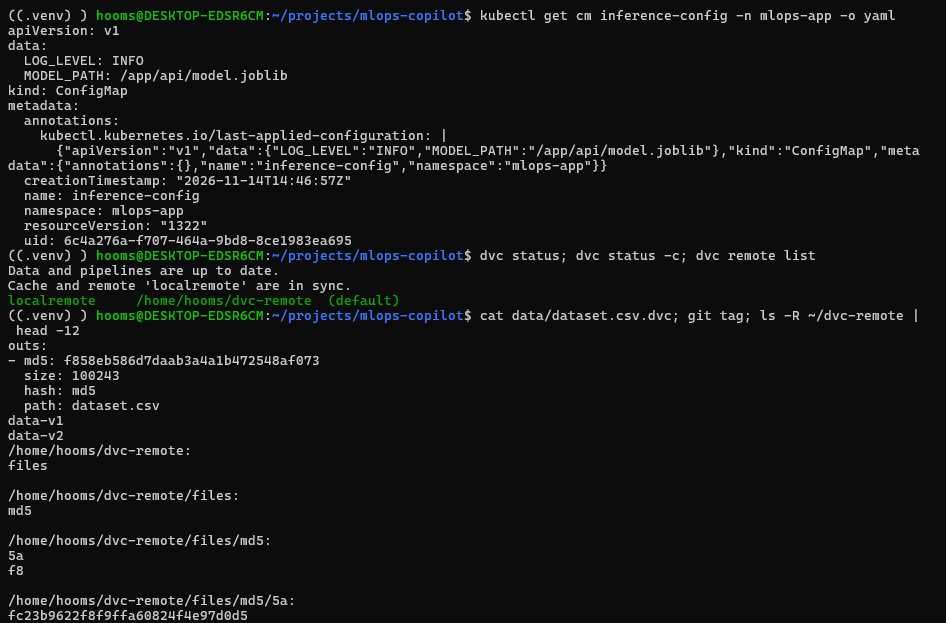 ((.venv) ) hooms@DESKTOP-EDSR6CM:~/projects/mlops-copilot$ kubectl get cm inference-config -n mlops-app -o yaml
apiVersion: v1
data:
  LOG_LEVEL: INFO
  MODEL_PATH: /app/api/model.joblib
kind: ConfigMap
metadata:
  annotations:
    kubectl.kubernetes.io/last-applied-configuration: |
      {"apiVersion":"v1","data":{"LOG_LEVEL":"INFO","MODEL_PATH":"/app/api/model.joblib"},"kind":"ConfigMap","meta
data":{"annotations":{},"name":"inference-config","namespace":"mlops-app"}}
  creationTimestamp: "2026-11-14T14:46:57Z"
  name: inference-config
  namespace: mlops-app
  resourceVersion: "1322"
  uid: 6c4a276a-f707-464a-9bd8-8ce1983ea695
((.venv) ) hooms@DESKTOP-EDSR6CM:~/projects/mlops-copilot$ dvc status; dvc status -c; dvc remote list
Data and pipelines are up to date.
Cache and remote 'localremote' are in sync.
localremote     /home/hooms/dvc-remote  (default)
((.venv) ) hooms@DESKTOP-EDSR6CM:~/projects/mlops-copilot$ cat data/dataset.csv.dvc; git tag; ls -R ~/dvc-remote |
 head -12
outs:
- md5: f858eb586d7daab3a4a1b472548af073
  size: 100243
  hash: md5
  path: dataset.csv
data-v1
data-v2
/home/hooms/dvc-remote:
files

/home/hooms/dvc-remote/files:
md5

/home/hooms/dvc-remote/files/md5:
5a
f8

/home/hooms/dvc-remote/files/md5/5a:
fc23b9622f8f9ffa60824f4e97d0d5